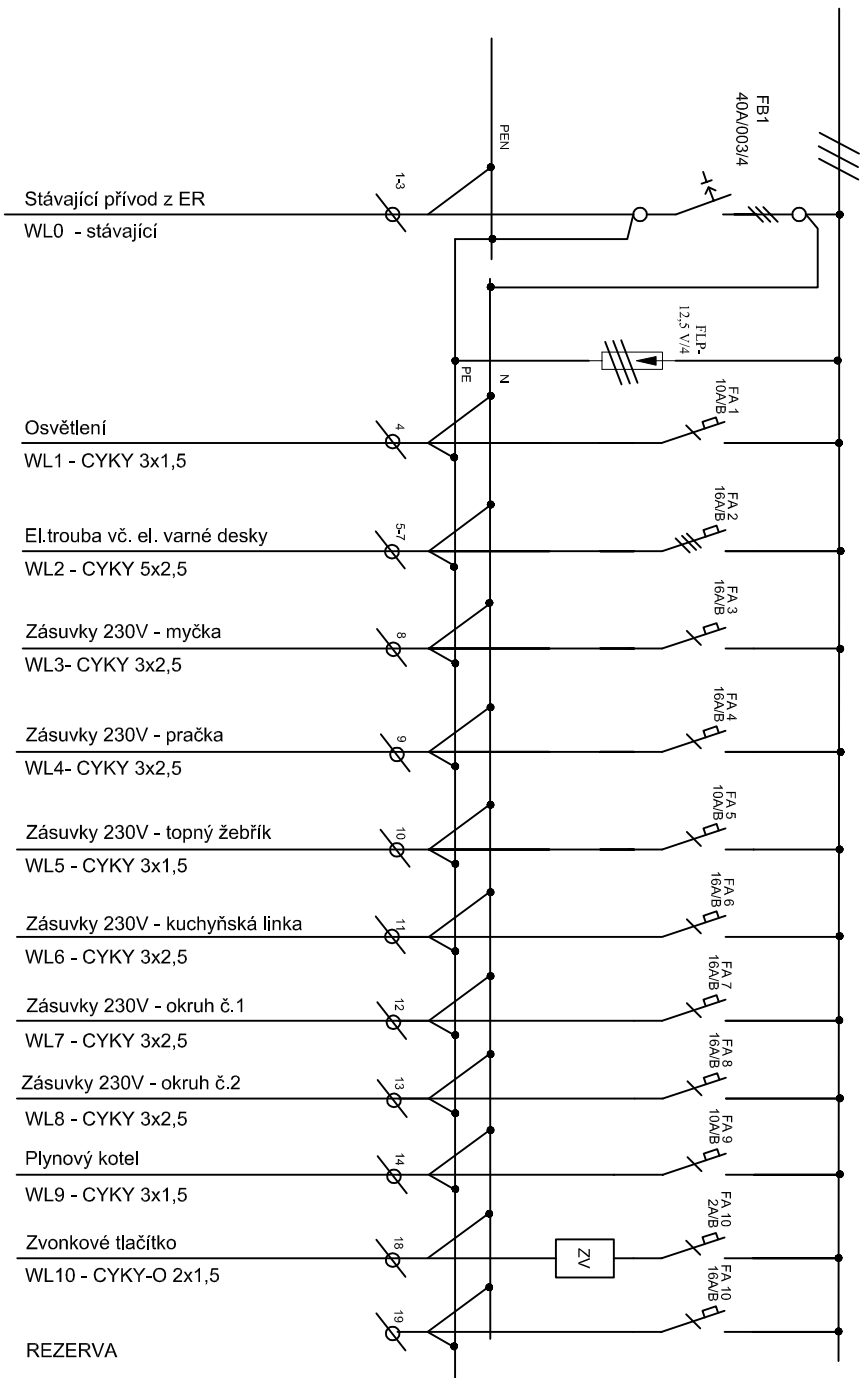 FB1
40A/003/4
PEN
1-3
Stávající přívod z ER
WL0 - stávající
FLP-
12,5 V/4
PE
N
FA 1
10A/B
4
Osvětlení
WL1 - CYKY 3x1,5
FA 2
16A/B
5-7
El.trouba vč. el. varné desky
WL2 - CYKY 5x2,5
FA 3
16A/B
8
Zásuvky 230V - myčka
WL3- CYKY 3x2,5
FA 4
16A/B
9
Zásuvky 230V - pračka
WL4- CYKY 3x2,5
FA 5
10A/B
10
Zásuvky 230V - topný žebřík
WL5 - CYKY 3x1,5
FA 6
16A/B
11
Zásuvky 230V - kuchyňská linka
WL6 - CYKY 3x2,5
FA 7
16A/B
12
Zásuvky 230V - okruh č.1
WL7 - CYKY 3x2,5
FA 8
16A/B
13
Zásuvky 230V - okruh č.2
WL8 - CYKY 3x2,5
FA 9
10A/B
14
Plynový kotel
WL9 - CYKY 3x1,5
FA 10
2A/B
18
ZV
Zvonkové tlačítko
WL10 - CYKY-O 2x1,5
FA 10
16A/B
19
REZERVA